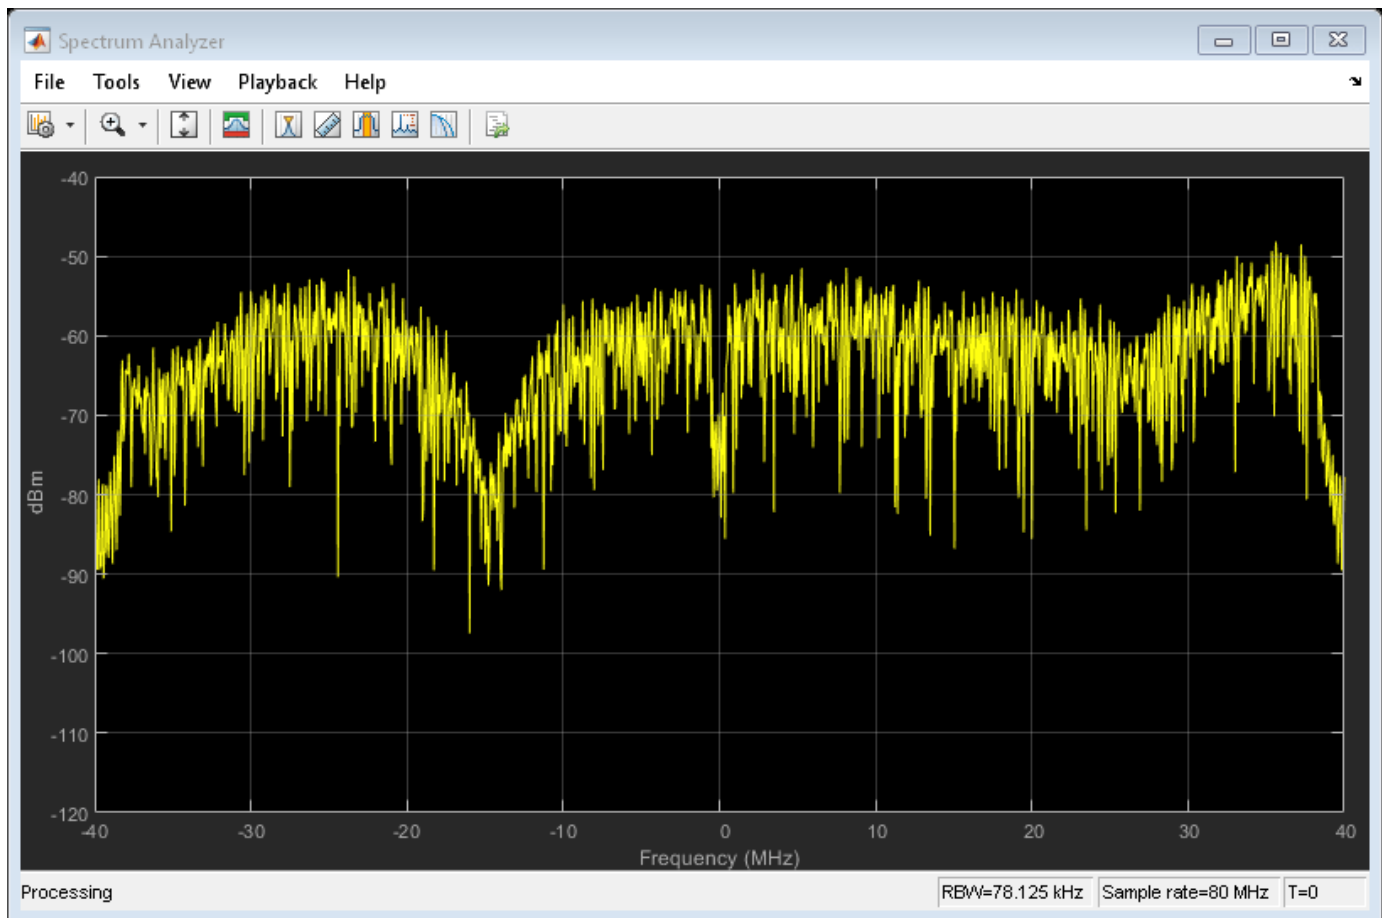 Spectrum Analyzer
File Tools View Playback Help
-40
-50
-60
-70
-80
-90
-100
-110
-120
dBm
-40 -30 -20 -10 0 10 20 30 40
Frequency (MHz)
Processing RBW=78.125 kHz Sample rate=80 MHz T=0